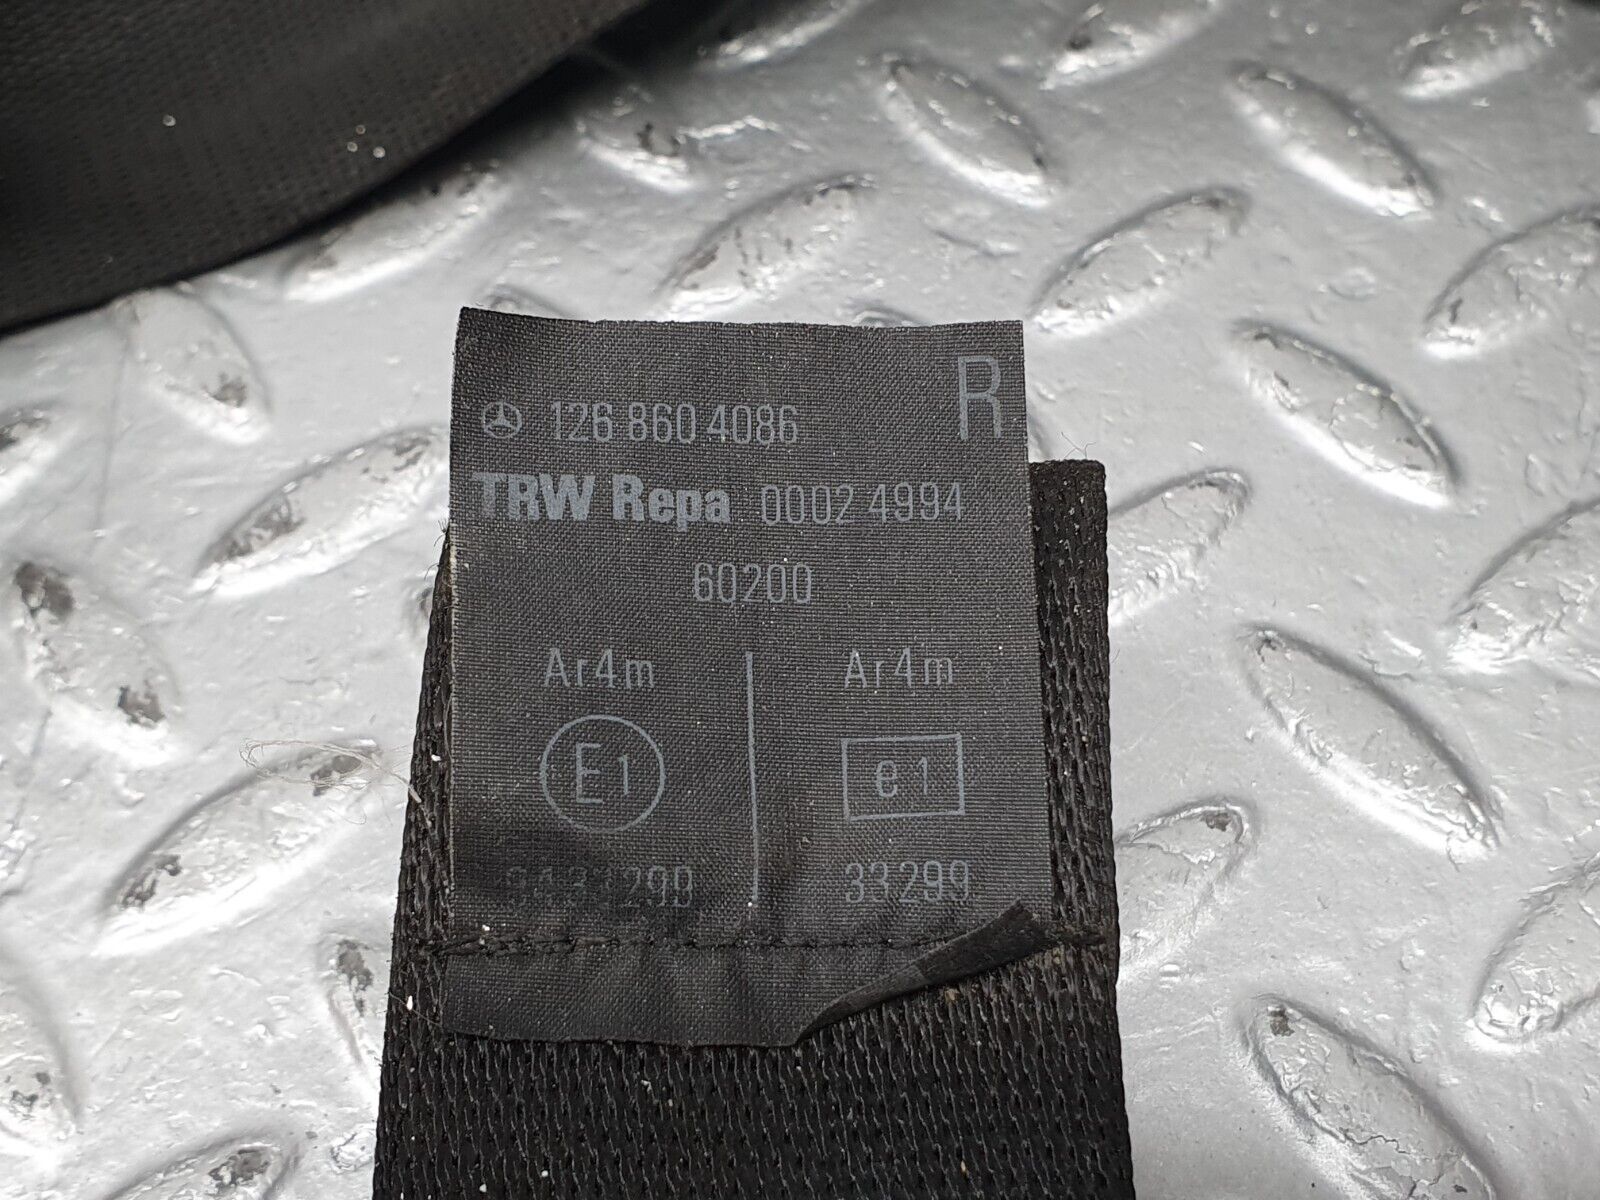 126 860 4086 R
TRW Repa 0002 4994
60200
Ar4m Ar4m
E1 e1
33299